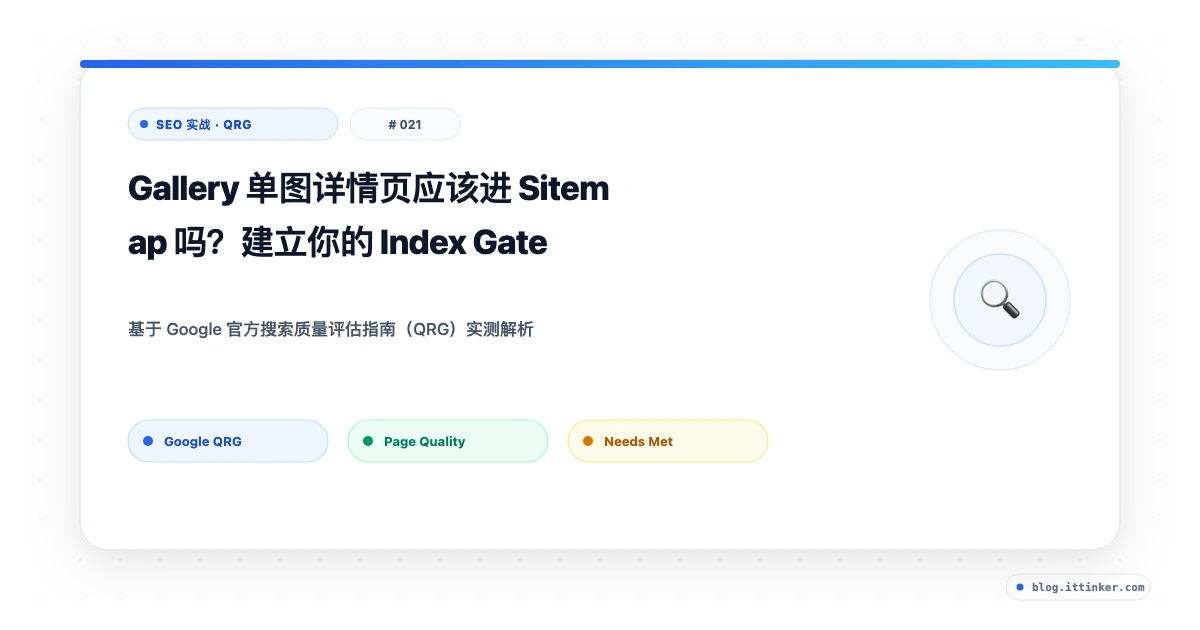 SEO 实战 · QRG
# 021
Gallery 单图详情页应该进 Sitem
ap 吗？建立你的 Index Gate
基于 Google 官方搜索质量评估指南（QRG）实测解析
Google QRG
Page Quality
Needs Met
blog.ittinker.com